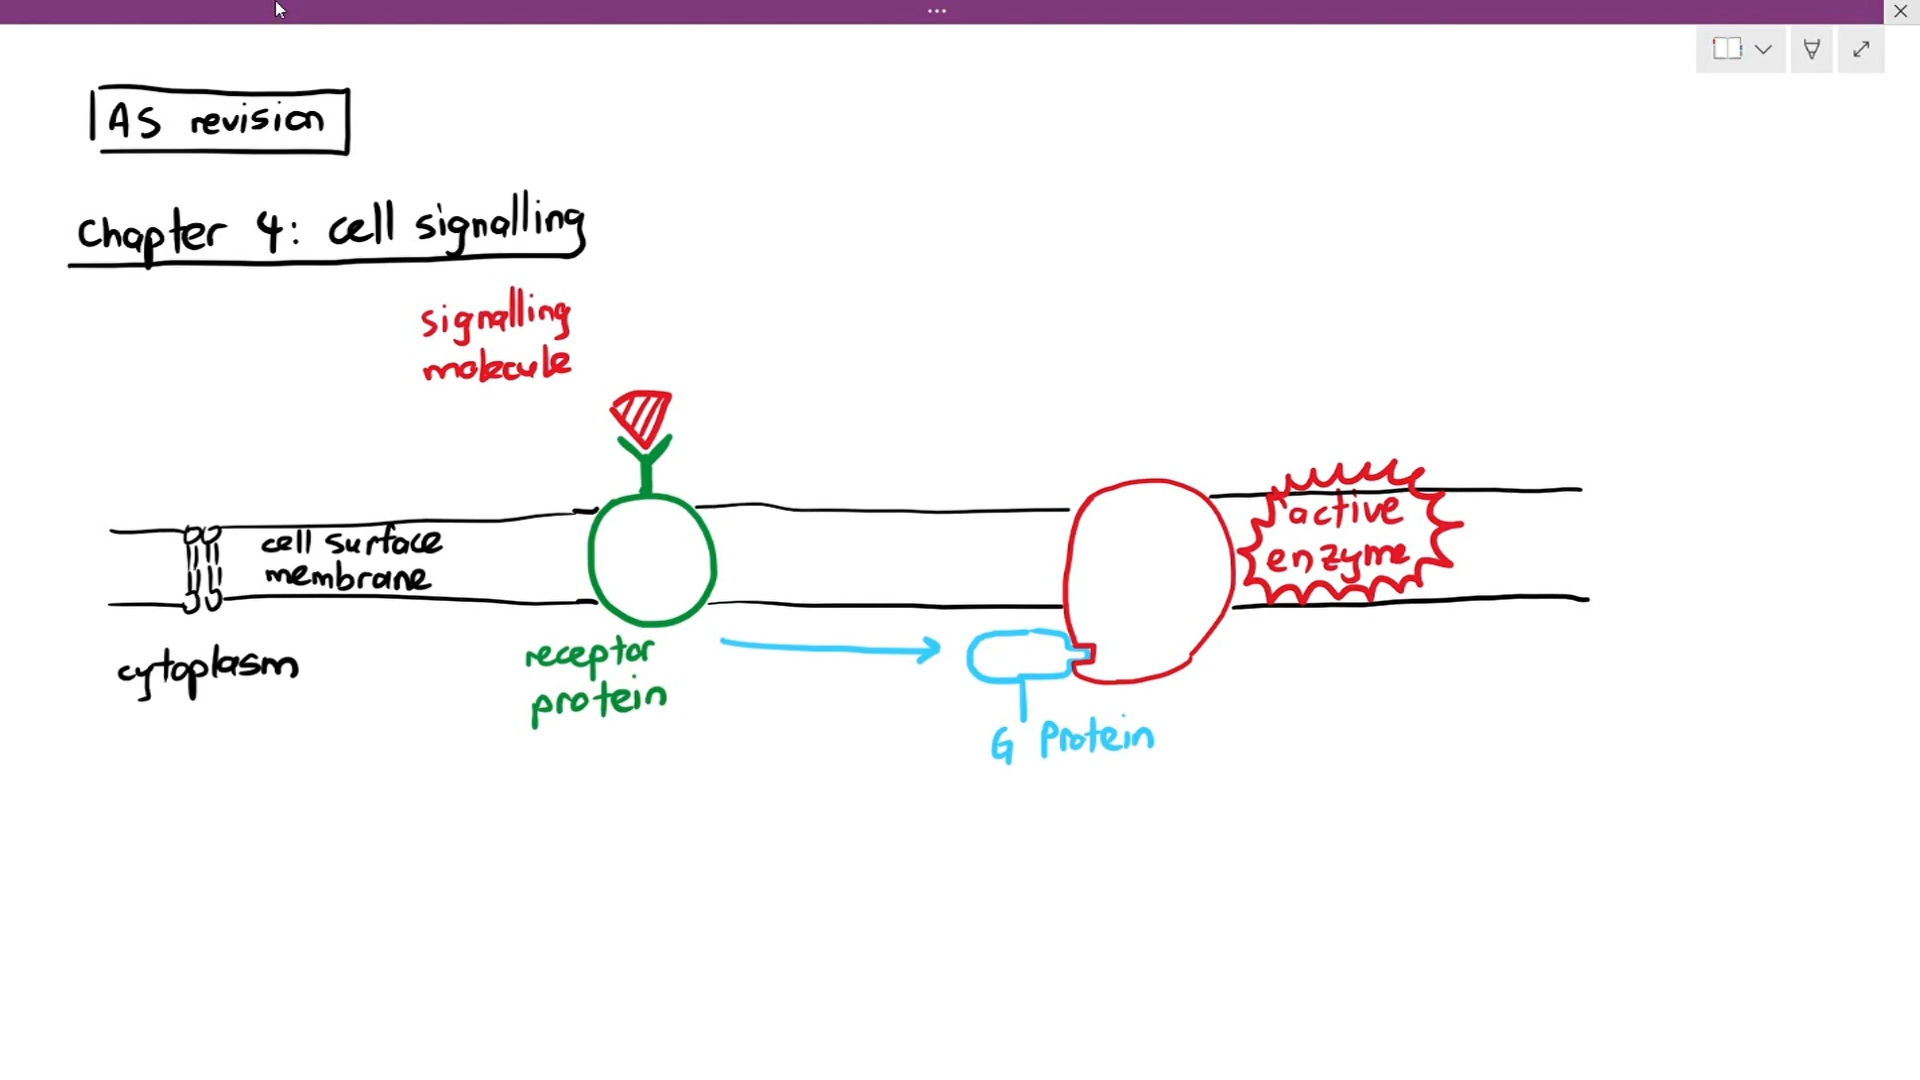 AS revision
Chapter 4: cell signalling
signalling
molecule
cell surface
membrane
active
enzyme
cytoplasm
receptor
protein
G Protein